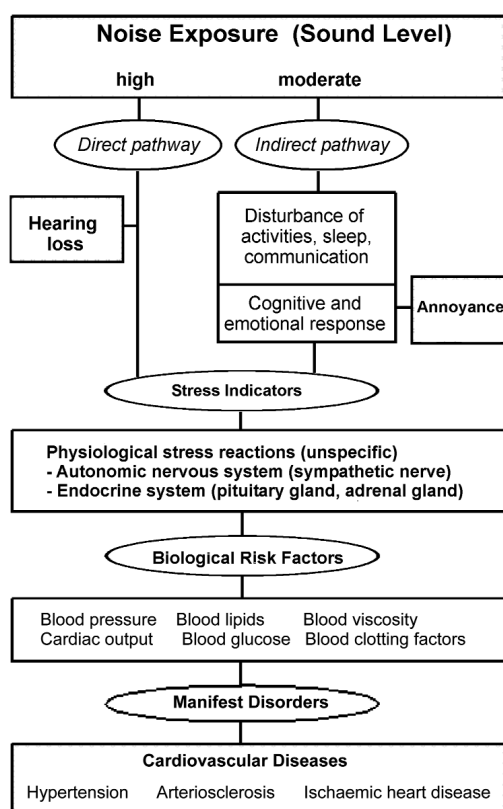 Noise Exposure (Sound Level)
high moderate
Direct pathway Indirect pathway
Hearing
loss
Disturbance of
activities, sleep,
communication
Cognitive and
emotional response
Annoyance
Stress Indicators
Physiological stress reactions (unspecific)
- Autonomic nervous system (sympathetic nerve)
- Endocrine system (pituitary gland, adrenal gland)
Biological Risk Factors
Blood pressure Blood lipids Blood viscosity
Cardiac output Blood glucose Blood clotting factors
Manifest Disorders
Cardiovascular Diseases
Hypertension Arteriosclerosis Ischaemic heart disease